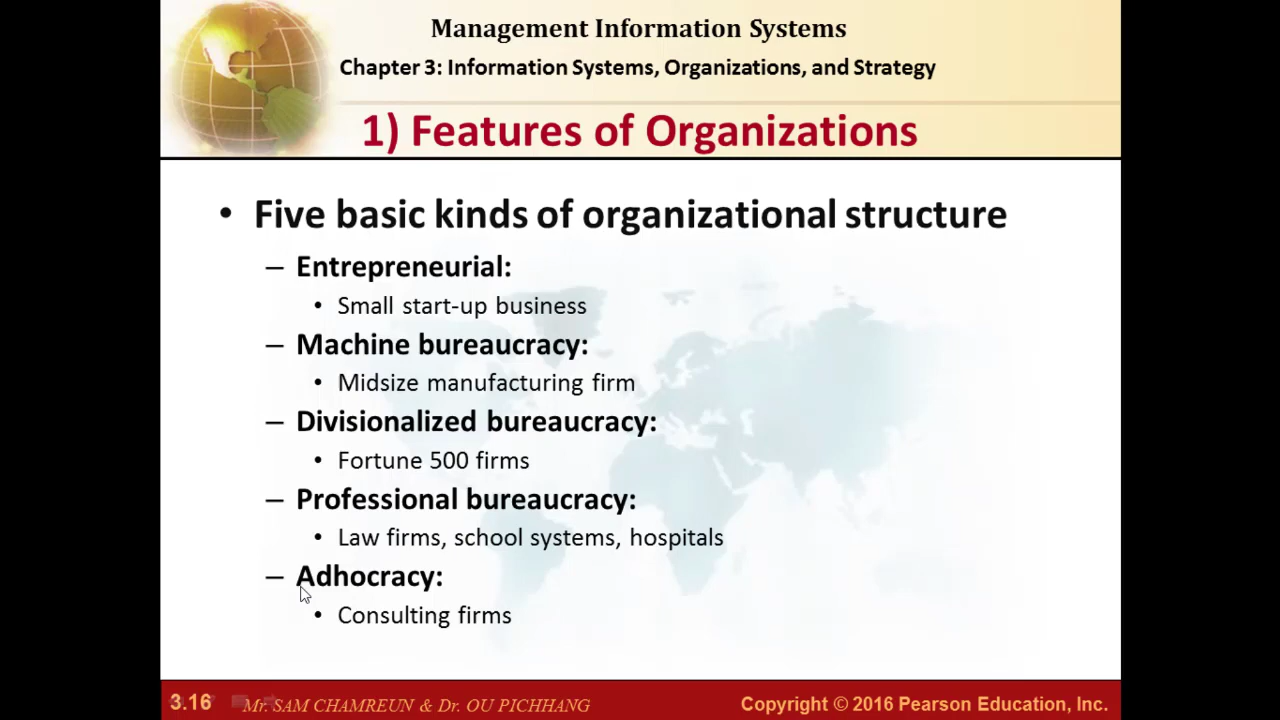 Management Information Systems
Chapter 3: Information Systems, Organizations, and Strategy
1) Features of Organizations
• Five basic kinds of organizational structure
– Entrepreneurial:
• Small start-up business
– Machine bureaucracy:
• Midsize manufacturing firm
– Divisionalized bureaucracy:
• Fortune 500 firms
– Professional bureaucracy:
• Law firms, school systems, hospitals
– Adhocracy:
• Consulting firms
3.16 Mr. SAM CHAMREUN & Dr. OU PICHHANG Copyright © 2016 Pearson Education, Inc.